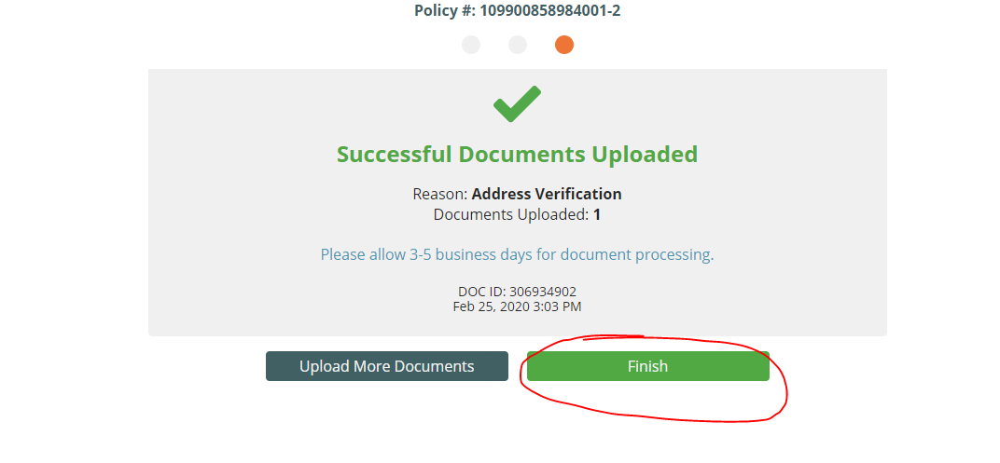 Policy #: 109900858984001-2
Successful Documents Uploaded
Reason: Address Verification
Documents Uploaded: 1
Please allow 3-5 business days for document processing.
DOC ID: 306934902
Feb 25, 2020 3:03 PM
Upload More Documents
Finish